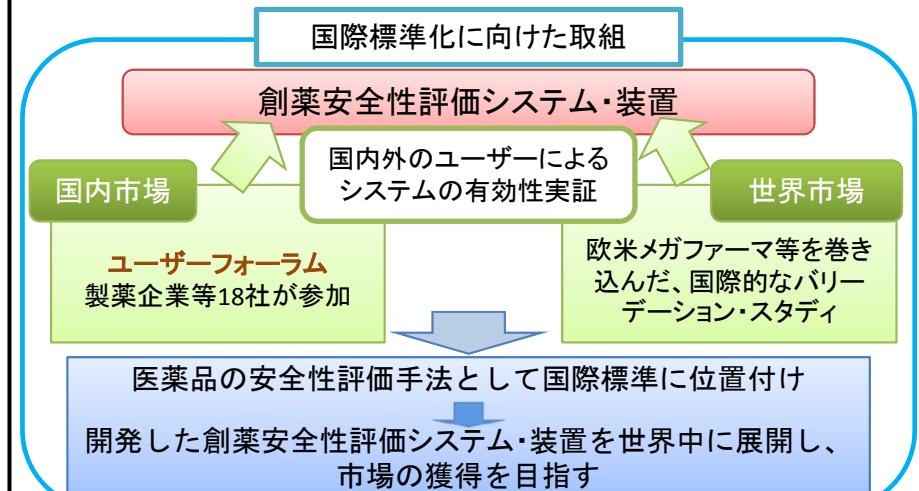 国際標準化に向けた取組
創薬安全性評価システム・装置
国内外のユーザーによる
システムの有効性実証
国内市場
ユーザーフォーラム
製薬企業等18社が参加
世界市場
欧米メガファーマ等を巻き
込んだ、国際的なバリー
デーション・スタディ
医薬品の安全性評価手法として国際標準に位置付け
開発した創薬安全性評価システム・装置を世界中に展開し、
市場の獲得を目指す